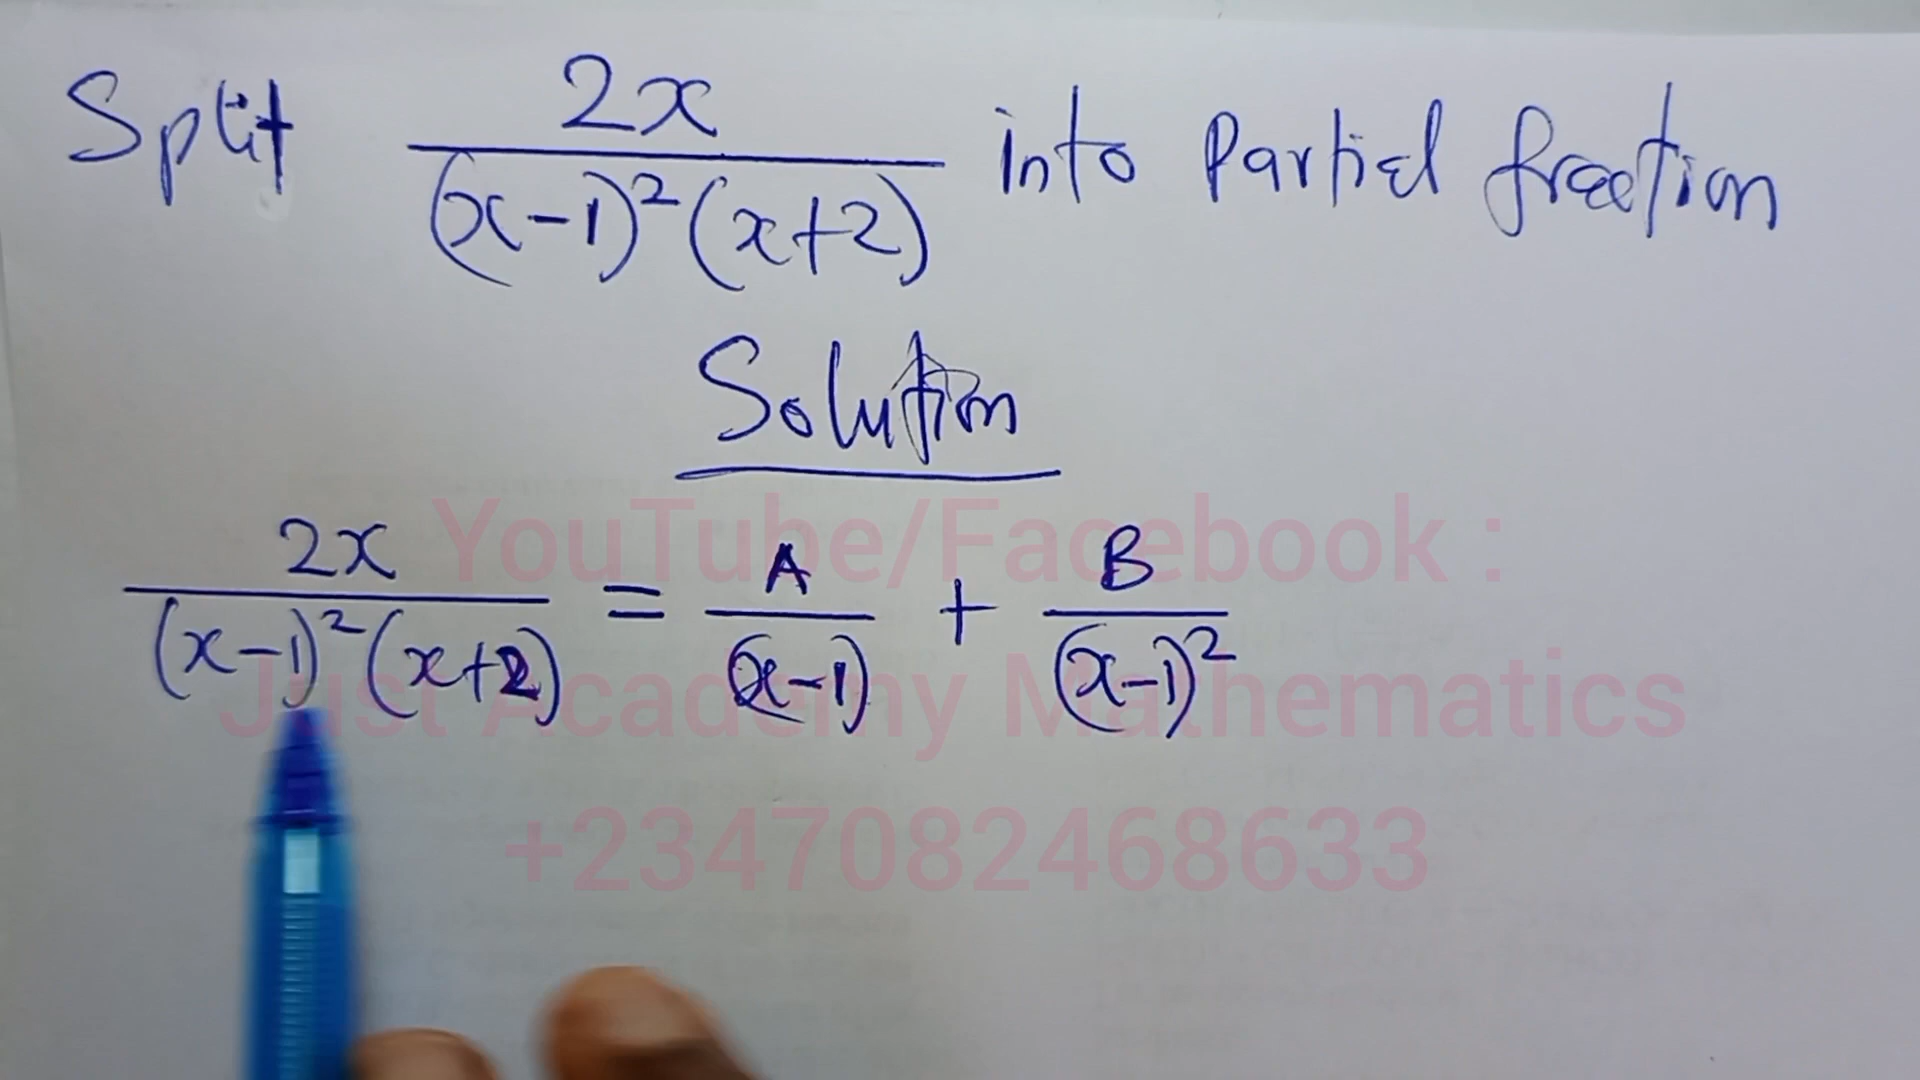 Split 2x / (x-1)²(x+2) into Partial fraction
Solution
2x / (x-1)²(x+2) = A / (x-1) + B / (x-1)²
YouTube/Facebook :
Just Academy Mathematics
+2347082468633